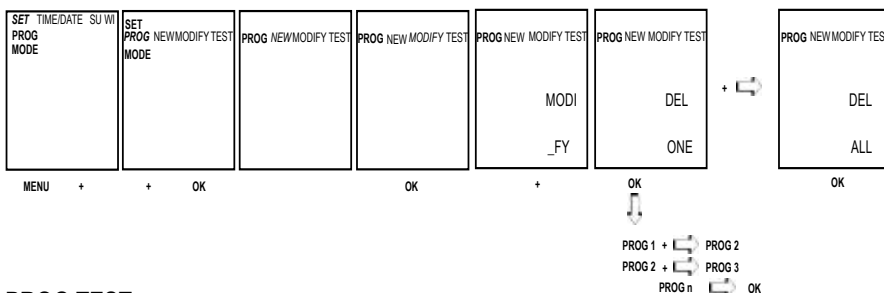 SET TIME/DATE SU WI
PROG
MODE
SET
PROG NEW MODIFY TEST
MODE
PROG NEW MODIFY TEST
PROG NEW MODIFY TEST
PROG NEW MODIFY TEST
MODI
_FY
PROG NEW MODIFY TEST
DEL
ONE
+
PROG NEW MODIFY TES
DEL
ALL
MENU +
+ OK
OK
+
OK
OK
PROG 1 + PROG 2
PROG 2 + PROG 3
PROG n OK